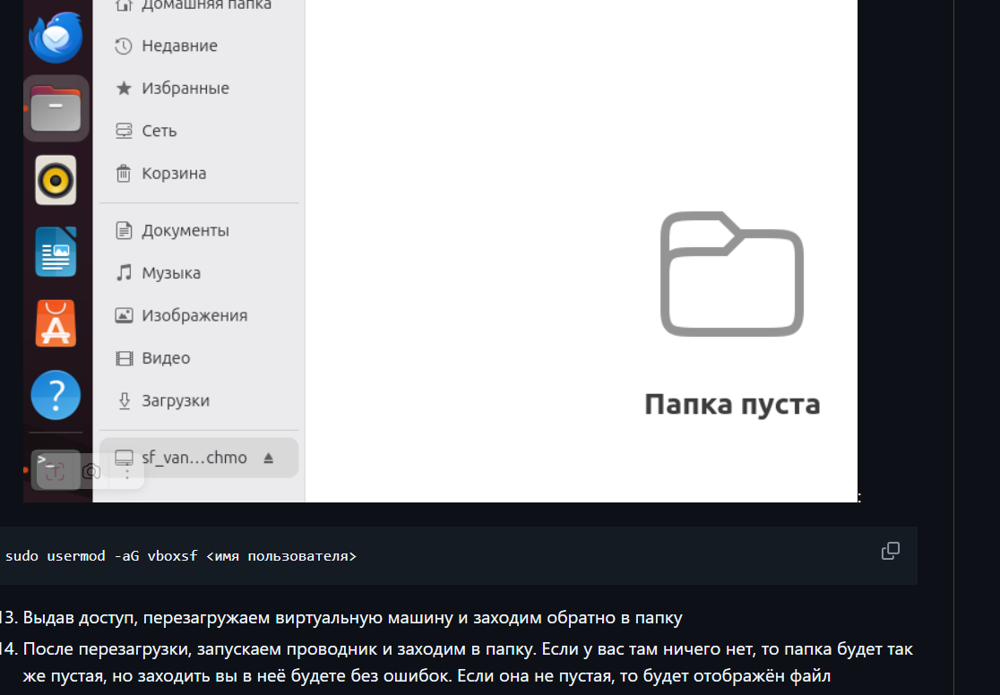 Домашняя папка
Недавние
Избранные
Сеть
Корзина
Документы
Музыка
Изображения
Видео
Загрузки
Папка пуста
sf_van...chmo
:
sudo usermod -aG vboxsf <имя пользователя>
13. Выдав доступ, перезагружаем виртуальную машину и заходим обратно в папку
14. После перезагрузки, запускаем проводник и заходим в папку. Если у вас там ничего нет, то папка будет так
же пустая, но заходить вы в неё будете без ошибок. Если она не пустая, то будет отображён файл